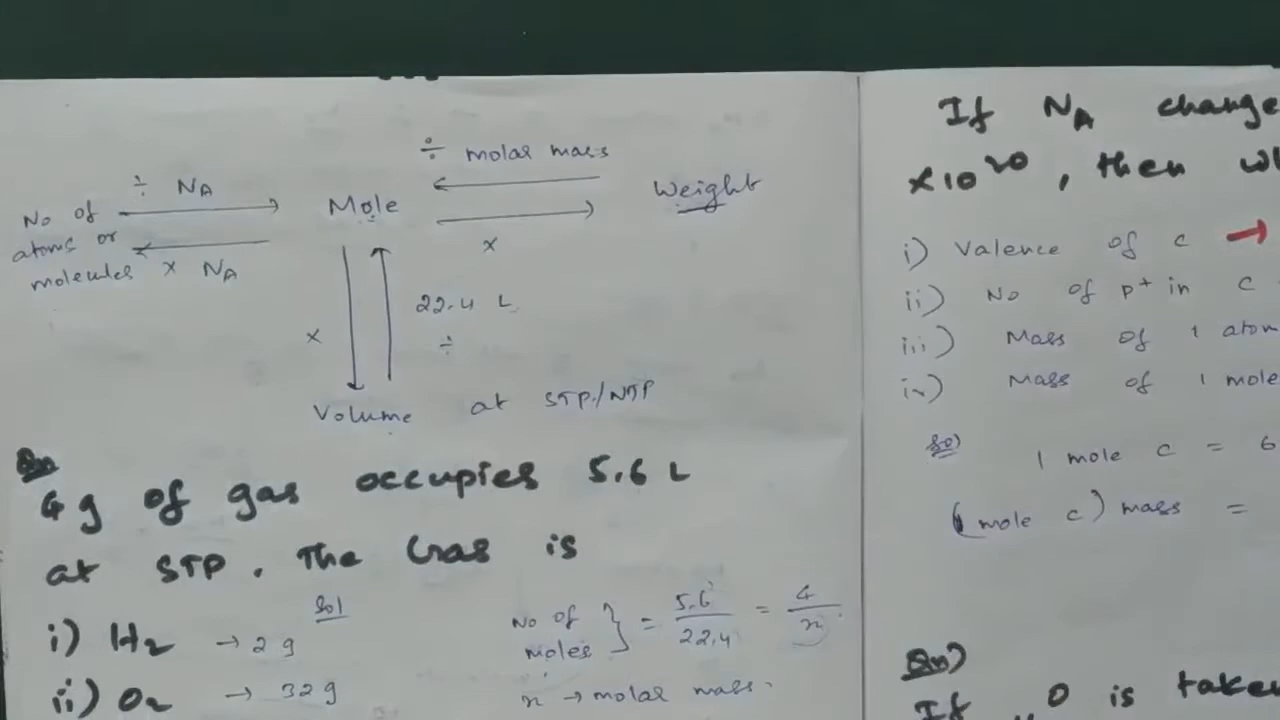 ÷ molar mass
÷ NA
No of
atoms or
molecules
Mole
Weight
× NA
×
22.4 L
×
÷
Volume at STP/NTP
Qn
4 g of gas occupies 5.6 L
at STP. The Gas is
Sol
i) H2 → 2 g
ii) O2 → 32 g
No of
moles } = 5.6/22.4 = 4/x
x → molar mass.
If NA change
×10²⁰, then
i) Valence of C →
ii) No of p+ in C
iii) Mass of 1 atom
iv) Mass of 1 mole
Sol
1 mole C = 6
(1 mole C) mass =
Qn)
If O is taken